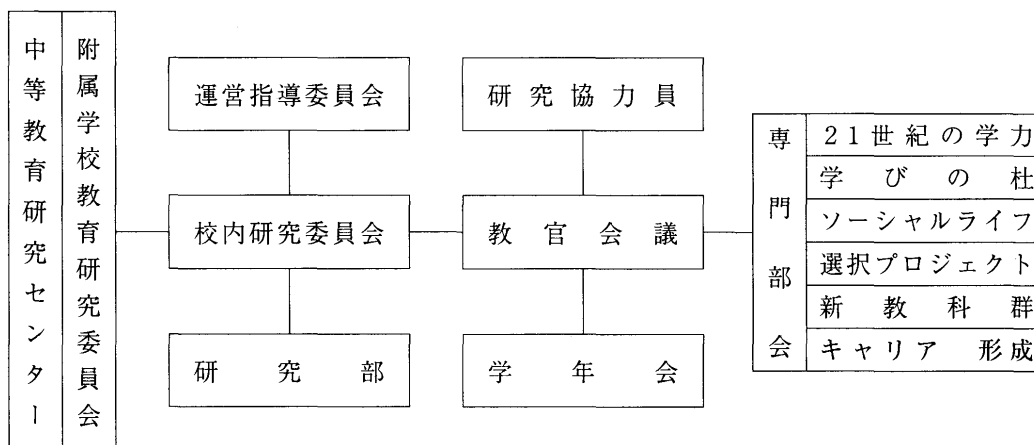 中等教育研究センター
附属学校教育研究委員会
運営指導委員会
研究協力員
校内研究委員会
教官会議
研究部
学年会
専門部会
21世紀の学力
学びの杜
ソーシャルライフ
選択プロジェクト
新教科群
キャリア 形成